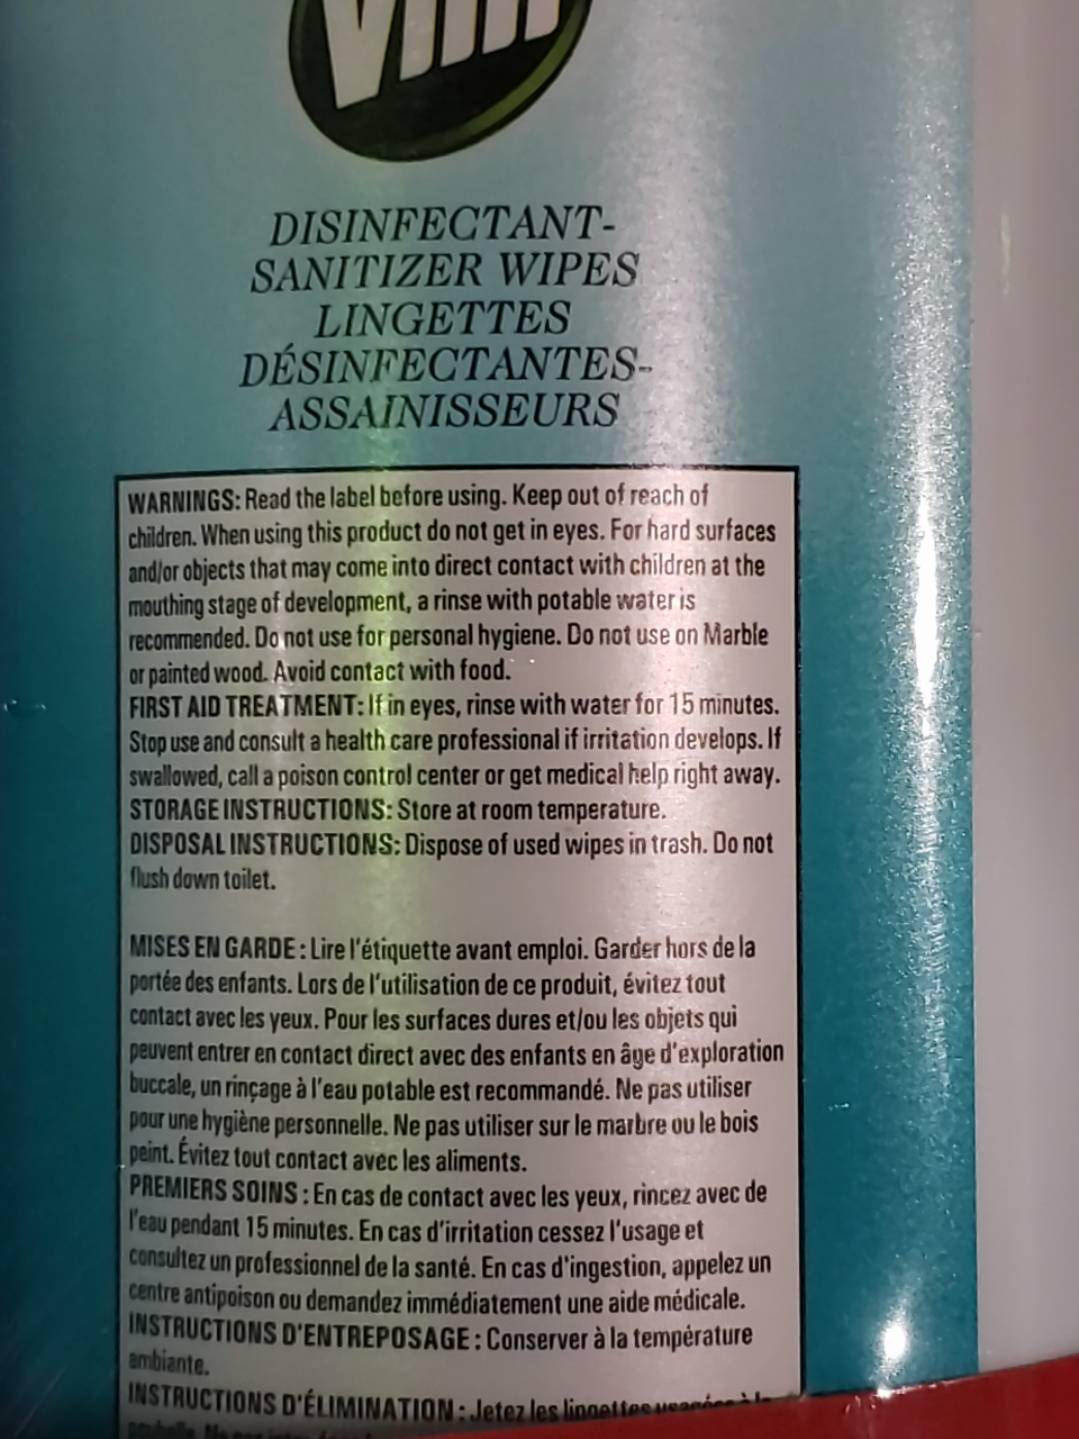 Vim
DISINFECTANT-
SANITIZER WIPES
LINGETTES
DÉSINFECTANTES-
ASSAINISSEURS
WARNINGS: Read the label before using. Keep out of reach of
children. When using this product do not get in eyes. For hard surfaces
and/or objects that may come into direct contact with children at the
mouthing stage of development, a rinse with potable water is
recommended. Do not use for personal hygiene. Do not use on Marble
or painted wood. Avoid contact with food.
FIRST AID TREATMENT: If in eyes, rinse with water for 15 minutes.
Stop use and consult a health care professional if irritation develops. If
swallowed, call a poison control center or get medical help right away.
STORAGE INSTRUCTIONS: Store at room temperature.
DISPOSAL INSTRUCTIONS: Dispose of used wipes in trash. Do not
flush down toilet.
MISES EN GARDE : Lire l'étiquette avant emploi. Garder hors de la
portée des enfants. Lors de l'utilisation de ce produit, évitez tout
contact avec les yeux. Pour les surfaces dures et/ou les objets qui
peuvent entrer en contact direct avec des enfants en âge d'exploration
buccale, un rinçage à l'eau potable est recommandé. Ne pas utiliser
pour une hygiène personnelle. Ne pas utiliser sur le marbre ou le bois
peint. Évitez tout contact avec les aliments.
PREMIERS SOINS : En cas de contact avec les yeux, rincez avec de
l'eau pendant 15 minutes. En cas d'irritation cessez l'usage et
consultez un professionnel de la santé. En cas d'ingestion, appelez un
centre antipoison ou demandez immédiatement une aide médicale.
INSTRUCTIONS D'ENTREPOSAGE : Conserver à la température
ambiante.
INSTRUCTIONS D'ÉLIMINATION : Jetez les lingettes usagées à la